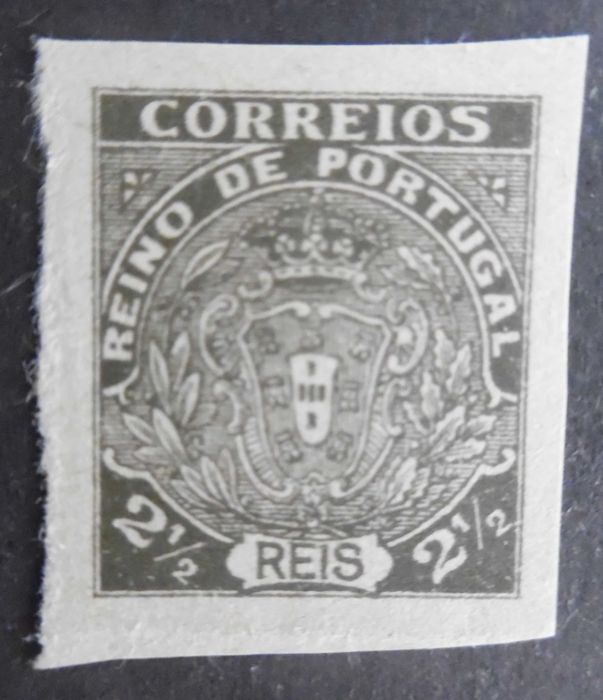 CORREIOS
REINO DE PORTUGAL
2 1/2 REIS 2 1/2